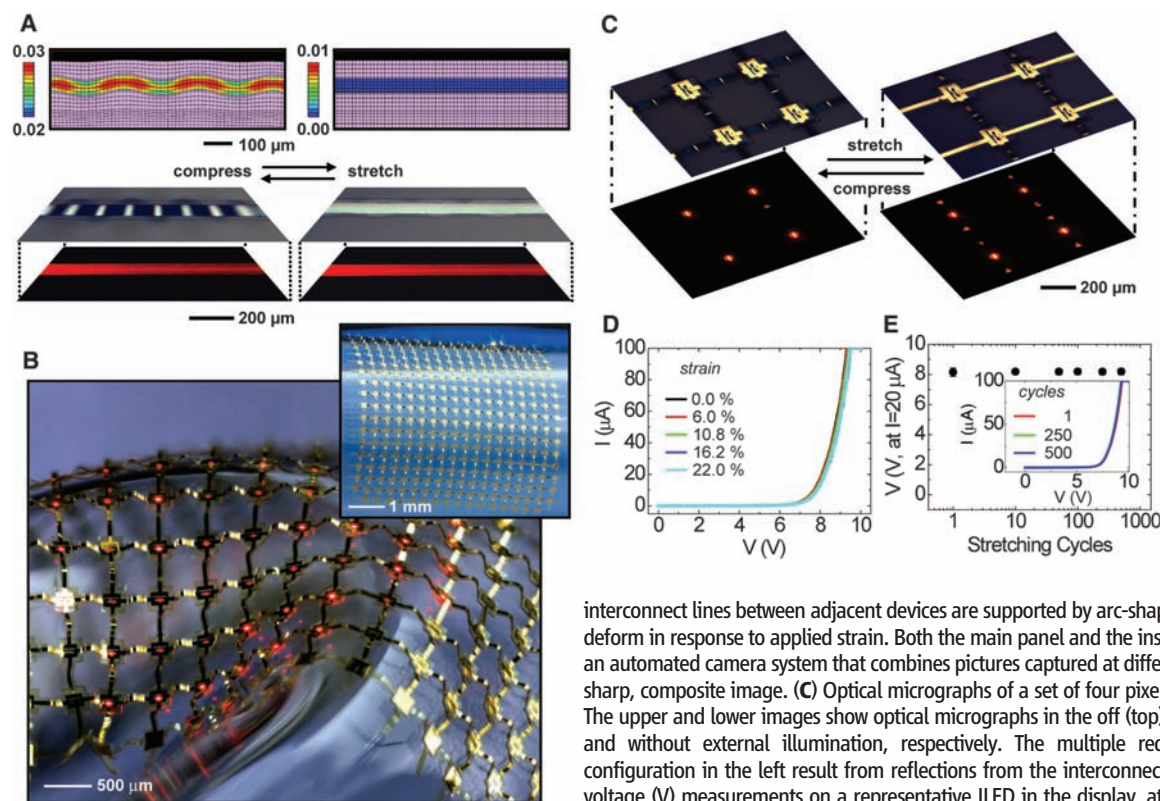 A
0.03
0.02
0.01
0.00
100 μm
compress
stretch
200 μm
B
1 mm
500 μm
C
stretch
compress
200 μm
D
100
80
60
40
20
0
I (μA)
strain
0.0 %
6.0 %
10.8 %
16.2 %
22.0 %
0 2 4 6 8 10
V (V)
E
10
8
6
4
2
0
V (V, at I=20 μA)
100
0
I (μA)
cycles
1
250
500
0 5 10
V (V)
1 10 100 1000
Stretching Cycles
interconnect lines between adjacent devices are supported by arc-shap
deform in response to applied strain. Both the main panel and the ins
an automated camera system that combines pictures captured at diffe
sharp, composite image. (C) Optical micrographs of a set of four pixe
The upper and lower images show optical micrographs in the off (top)
and without external illumination, respectively. The multiple red
configuration in the left result from reflections from the interconnec
voltage (V) measurements on a representative ILED in the display, at